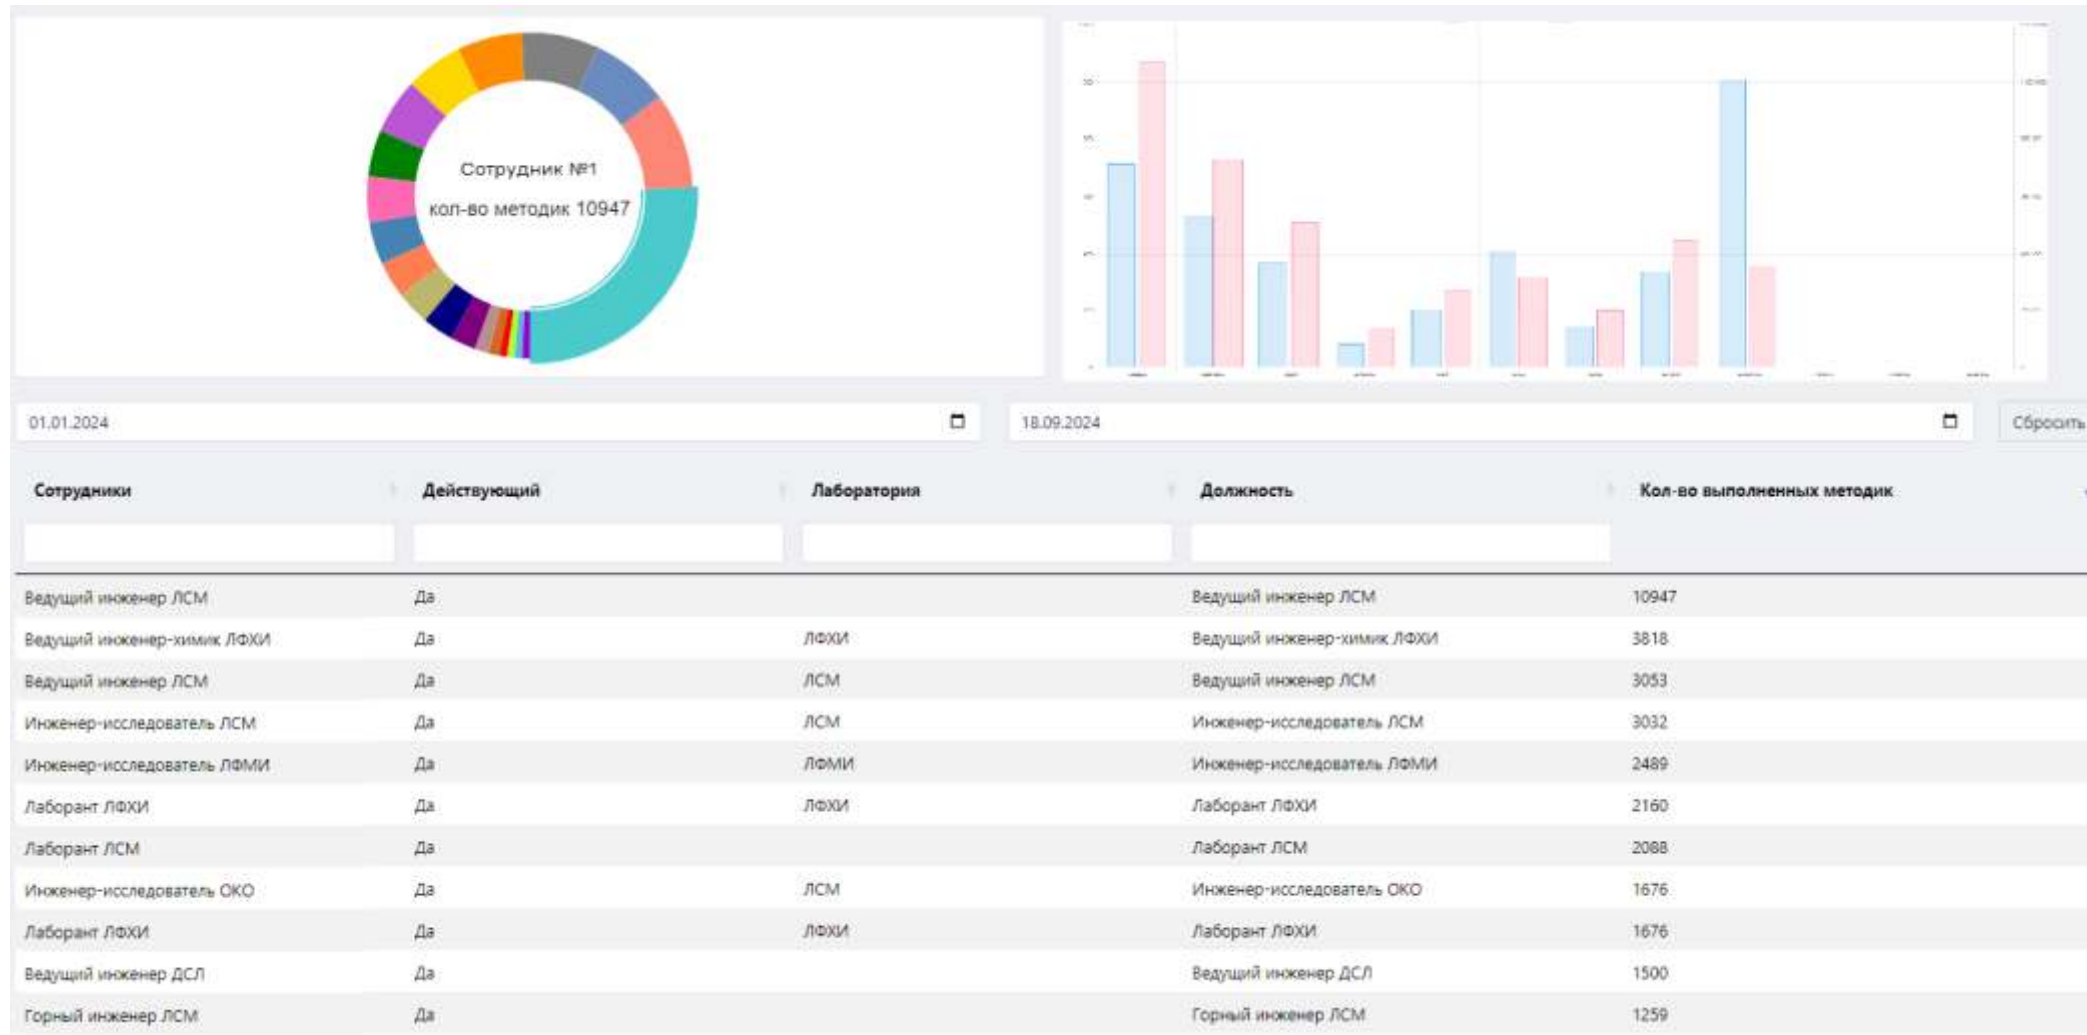 Сотрудник №1
кол-во методик 10947
01.01.2024 18.09.2024 Сбросить
Сотрудники Действующий Лаборатория Должность Кол-во выполненных методик
Ведущий инженер ЛСМ Да Ведущий инженер ЛСМ 10947
Ведущий инженер-химик ЛФХИ Да ЛФХИ Ведущий инженер-химик ЛФХИ 3818
Ведущий инженер ЛСМ Да ЛСМ Ведущий инженер ЛСМ 3053
Инженер-исследователь ЛСМ Да ЛСМ Инженер-исследователь ЛСМ 3032
Инженер-исследователь ЛФМИ Да ЛФМИ Инженер-исследователь ЛФМИ 2489
Лаборант ЛФХИ Да ЛФХИ Лаборант ЛФХИ 2160
Лаборант ЛСМ Да Лаборант ЛСМ 2088
Инженер-исследователь ОКО Да ЛСМ Инженер-исследователь ОКО 1676
Лаборант ЛФХИ Да ЛФХИ Лаборант ЛФХИ 1676
Ведущий инженер ДСЛ Да Ведущий инженер ДСЛ 1500
Горный инженер ЛСМ Да Горный инженер ЛСМ 1259